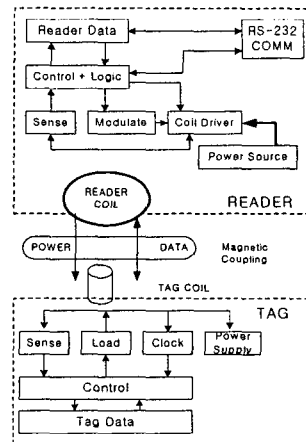 Reader Data
RS-232
COMM
Control + Logic
Sense
Modulate
Coil Driver
Power Source
READER
READER
COIL
POWER
DATA
Magnetic
Coupling
TAG COIL
TAG
Sense
Load
Clock
Power
Supply
Control
Tag Data